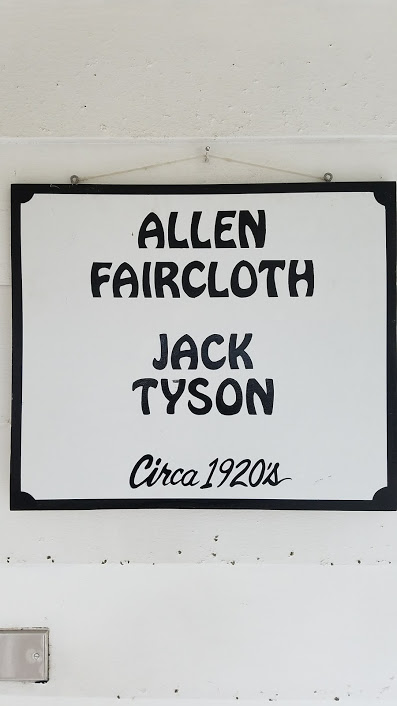 ALLEN
FAIRCLOTH
JACK
TYSON
Circa 1920's